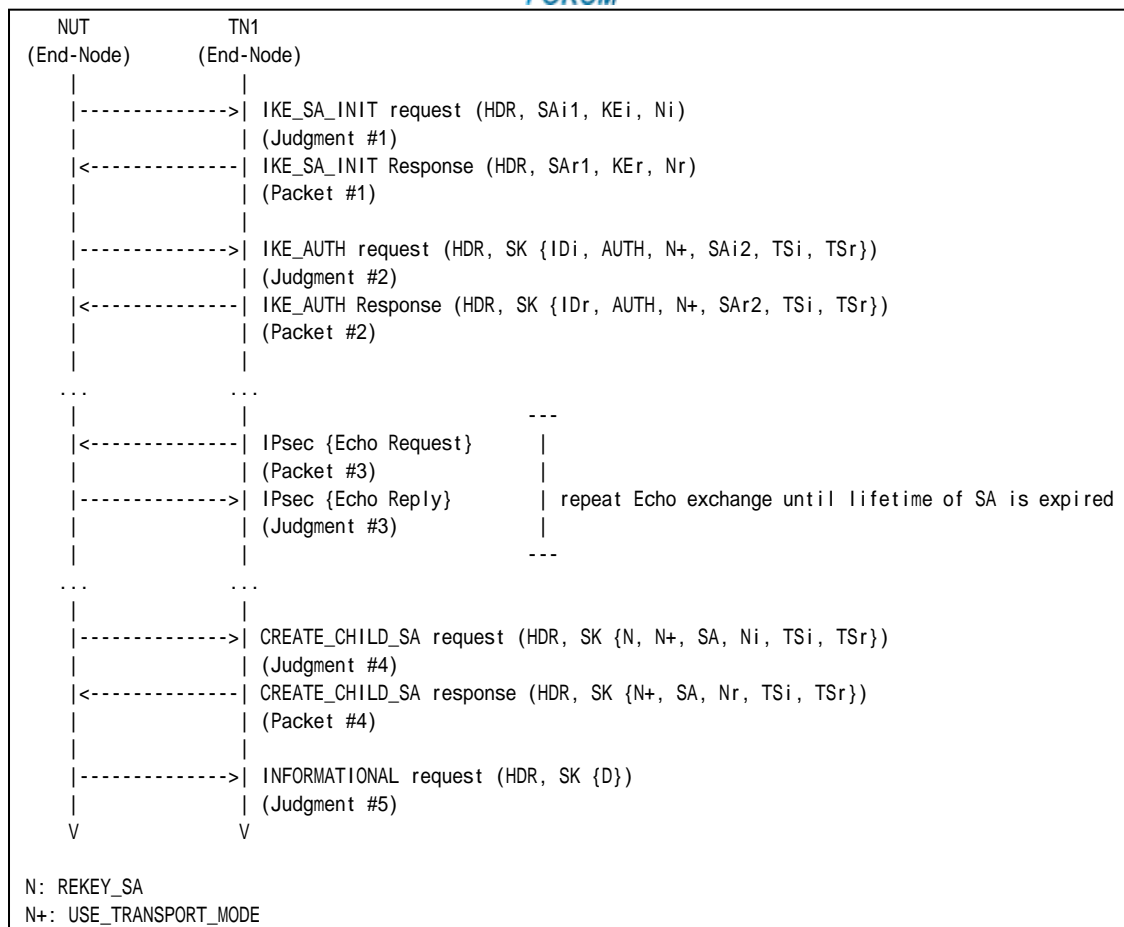 FORUM
NUT TN1
(End-Node) (End-Node)
| |
|-------------->| IKE_SA_INIT request (HDR, SAi1, KEi, Ni)
| | (Judgment #1)
|<--------------| IKE_SA_INIT Response (HDR, SAr1, KEr, Nr)
| | (Packet #1)
| |
|-------------->| IKE_AUTH request (HDR, SK {IDi, AUTH, N+, SAi2, TSi, TSr})
| | (Judgment #2)
|<--------------| IKE_AUTH Response (HDR, SK {IDr, AUTH, N+, SAr2, TSi, TSr})
| | (Packet #2)
| |
... ...
| | ---
|<--------------| IPsec {Echo Request} |
| | (Packet #3) |
|-------------->| IPsec {Echo Reply} | repeat Echo exchange until lifetime of SA is expired
| | (Judgment #3) |
| | ---
... ...
| |
|-------------->| CREATE_CHILD_SA request (HDR, SK {N, N+, SA, Ni, TSi, TSr})
| | (Judgment #4)
|<--------------| CREATE_CHILD_SA response (HDR, SK {N+, SA, Nr, TSi, TSr})
| | (Packet #4)
| |
|-------------->| INFORMATIONAL request (HDR, SK {D})
| | (Judgment #5)
V V
N: REKEY_SA
N+: USE_TRANSPORT_MODE